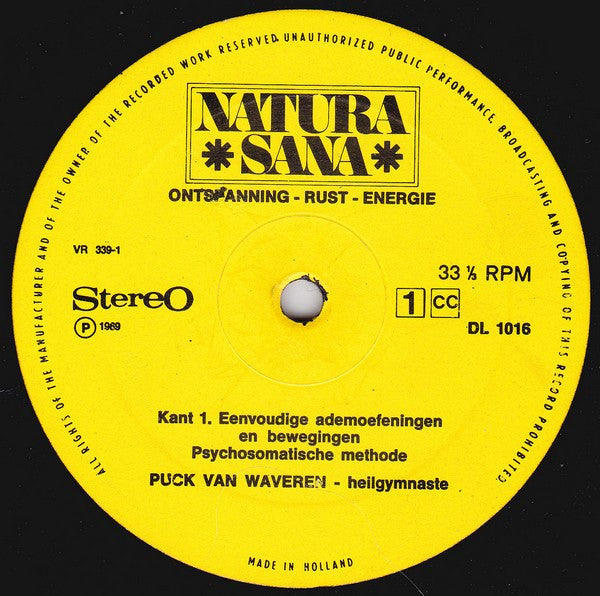 ALL RIGHTS OF THE MANUFACTURER AND OF THE OWNER OF THE RECORDED WORK RESERVED. UNAUTHORIZED PUBLIC PERFORMANCE, BROADCASTING AND COPYING OF THIS RECORD PROHIBITED
NATURA
* SANA *
ONTSPANNING - RUST - ENERGIE
VR 339-1
33 ⅓ RPM
Stereo
1 CC
℗ 1969
DL 1016
Kant 1. Eenvoudige ademoefeningen
en bewegingen
Psychosomatische methode
PUCK VAN WAVEREN - heilgymnaste
MADE IN HOLLAND